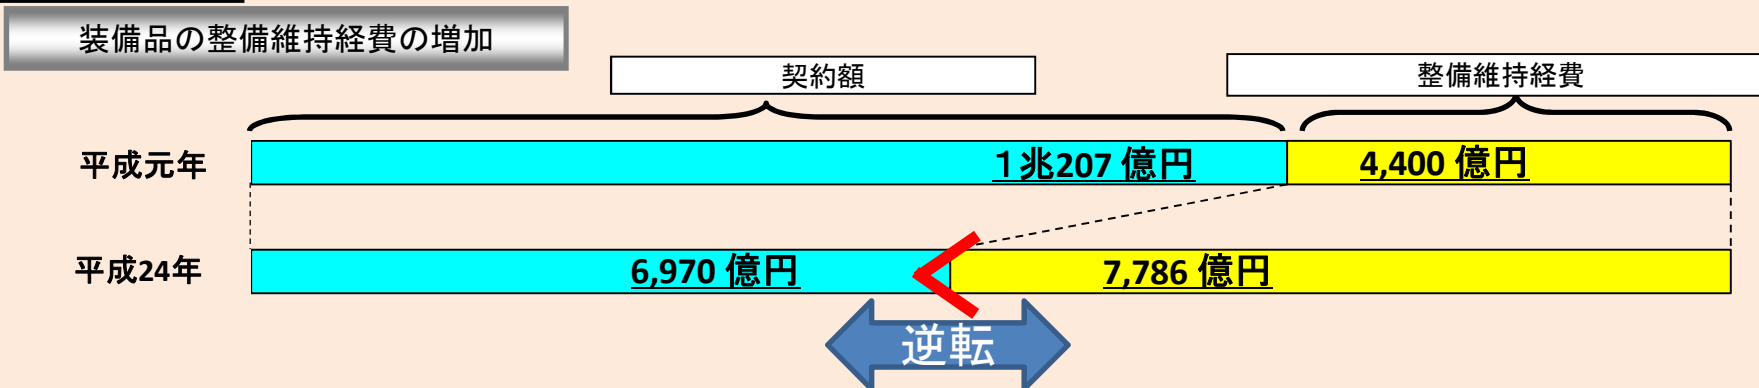 装備品の整備維持経費の増加
契約額
整備維持経費
平成元年
１兆207 億円
4,400 億円
平成24年
6,970 億円
7,786 億円
逆転